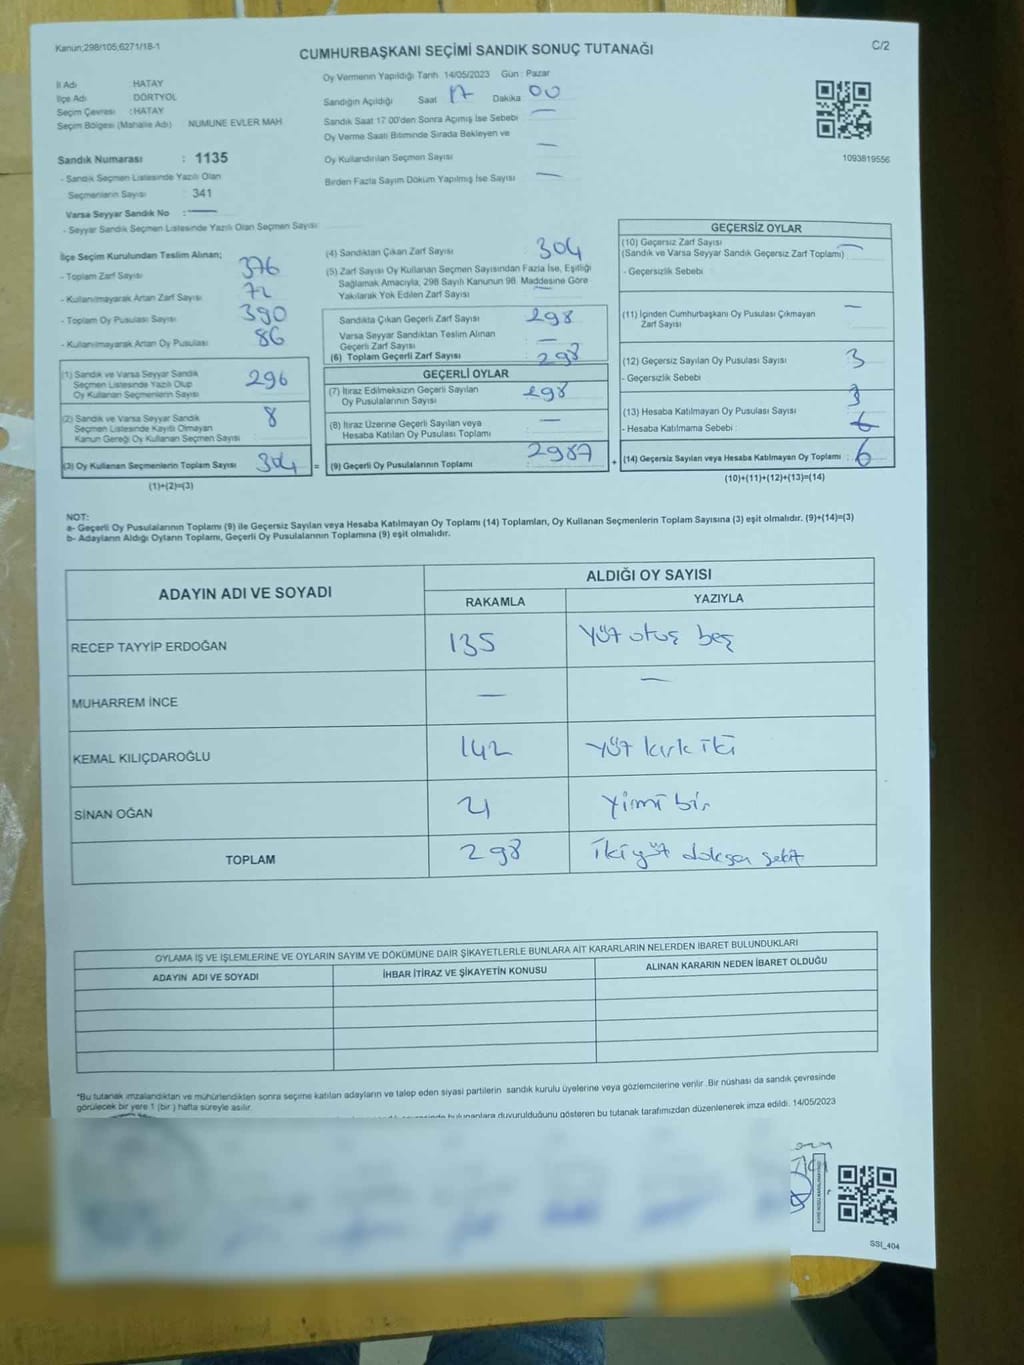 Kanun;298/105;6271/18-1
CUMHURBAŞKANI SEÇİMİ SANDIK SONUÇ TUTANAĞI
C/2
İl Adı : HATAY
İlçe Adı DÖRTYOL
Seçim Çevresi : HATAY
Seçim Bölgesi (Mahalle Adı) NUMUNE EVLER MAH
Sandık Numarası : 1135
- Sandık Seçmen Listesinde Yazılı Olan
Seçmenlerin Sayısı : 341
Varsa Seyyar Sandık No : —
- Seyyar Sandık Seçmen Listesinde Yazılı Olan Seçmen Sayısı
Oy Vermenin Yapıldığı Tarih 14/05/2023 Gün : Pazar
Sandığın Açıldığı Saat 17 Dakika 00
Sandık Saat 17:00'den Sonra Açımış İse Sebebi —
Oy Verme Saati Bitiminde Sırada Bekleyen ve
Oy Kullandırılan Seçmen Sayısı —
Birden Fazla Sayım Döküm Yapılmış İse Sayısı —
1093819556
İlçe Seçim Kurulundan Teslim Alınan;
- Toplam Zarf Sayısı 376
- Kullanılmayarak Artan Zarf Sayısı 72
- Toplam Oy Pusulası Sayısı 390
- Kullanılmayarak Artan Oy Pusulası 86
(1) Sandık ve Varsa Seyyar Sandık
Seçmen Listesinde Yazılı Olup
Oy Kullanan Seçmenlerin Sayısı 296
(2) Sandık ve Varsa Seyyar Sandık
Seçmen Listesinde Kayıtlı Olmayan
Kanun Gereği Oy Kullanan Seçmen Sayısı 8
(3) Oy Kullanan Seçmenlerin Toplam Sayısı 304 =
(1)+(2)=(3)
(4) Sandıktan Çıkan Zarf Sayısı 304
(5) Zarf Sayısı Oy Kullanan Seçmen Sayısından Fazla İse, Eşitliği
Sağlamak Amacıyla, 298 Sayılı Kanunun 98. Maddesine Göre
Yakılarak Yok Edilen Zarf Sayısı —
Sandıkta Çıkan Geçerli Zarf Sayısı 298
Varsa Seyyar Sandıktan Teslim Alınan
Geçerli Zarf Sayısı —
(6) Toplam Geçerli Zarf Sayısı 298
GEÇERLİ OYLAR
(7) İtiraz Edilmeksizin Geçerli Sayılan
Oy Pusulalarının Sayısı 298
(8) İtiraz Üzerine Geçerli Sayılan veya
Hesaba Katılan Oy Pusulası Toplamı —
(9) Geçerli Oy Pusulalarının Toplamı +
GEÇERSİZ OYLAR
(10) Geçersiz Zarf Sayısı —
(Sandık ve Varsa Seyyar Sandık Geçersiz Zarf Toplamı)
- Geçersizlik Sebebi
(11) İçinden Cumhurbaşkanı Oy Pusulası Çıkmayan
Zarf Sayısı —
(12) Geçersiz Sayılan Oy Pusulası Sayısı 3
- Geçersizlik Sebebi
(13) Hesaba Katılmayan Oy Pusulası Sayısı 3
- Hesaba Katılmama Sebebi :
(14) Geçersiz Sayılan veya Hesaba Katılmayan Oy Toplamı : 6
(10)+(11)+(12)+(13)=(14)
NOT:
a- Geçerli Oy Pusulalarının Toplamı (9) ile Geçersiz Sayılan veya Hesaba Katılmayan Oy Toplamı (14) Toplamları, Oy Kullanan Seçmenlerin Toplam Sayısına (3) eşit olmalıdır. (9)+(14)=(3)
b- Adayların Aldığı Oyların Toplamı, Geçerli Oy Pusulalarının Toplamına (9) eşit olmalıdır.
ADAYIN ADI VE SOYADI ALDIĞI OY SAYISI
RAKAMLA YAZIYLA
RECEP TAYYİP ERDOĞAN 135 Yüz otuz beş
MUHARREM İNCE — —
KEMAL KILIÇDAROĞLU 142 yüz kırk iki
SİNAN OĞAN 21 Yimi bir
TOPLAM 298 ikiyüz doksan sekiz
OYLAMA İŞ VE İŞLEMLERİNE VE OYLARIN SAYIM VE DÖKÜMÜNE DAİR ŞİKAYETLERLE BUNLARA AİT KARARLARIN NELERDEN İBARET BULUNDUKLARI
ADAYIN ADI VE SOYADI İHBAR İTİRAZ VE ŞİKAYETİN KONUSU ALINAN KARARIN NEDEN İBARET OLDUĞU
*Bu tutanak imzalandıktan ve mühürlendikten sonra seçime katılan adayların ve talep eden siyasi partilerin sandık kurulu üyelerine veya gözlemcilerine verilir .Bir nüshası da sandık çevresinde
görülecek bir yere 1 (bir ) hafta süreyle asılır.
bulunanlara duyurulduğunu gösteren bu tutanak tarafımızdan düzenlenerek imza edildi. 14/05/2023
SSI_404